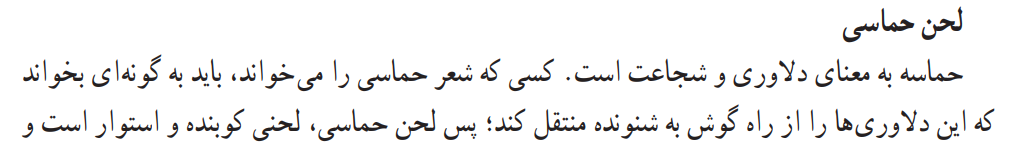 لحن حماسی
حماسه به معنای دلاوری و شجاعت است. کسی که شعر حماسی را می‌خواند، باید به گونه‌ای بخواند
که این دلاوری‌ها را از راه گوش به شنونده منتقل کند؛ پس لحن حماسی، لحنی کوبنده و استوار است و